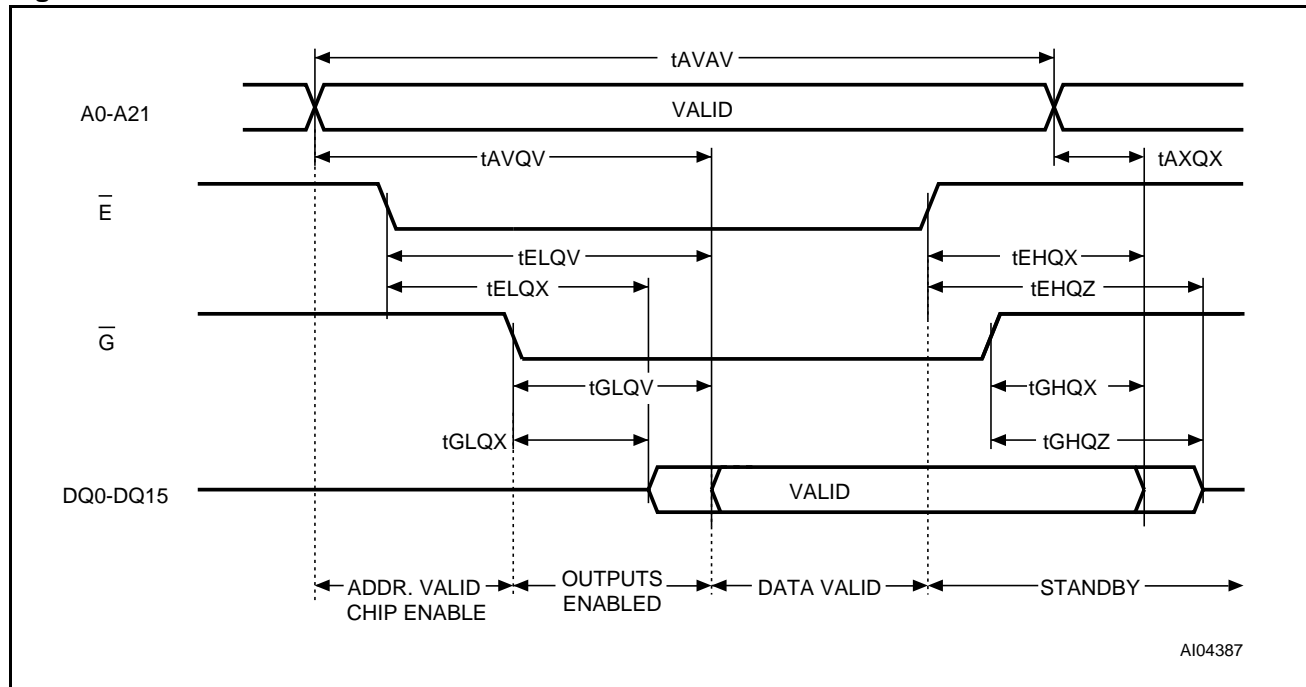 tAVAV
A0-A21
VALID
tAVQV
tAXQX
E
tELQV
tEHQX
tELQX
tEHQZ
G
tGLQV
tGHQX
tGLQX
tGHQZ
DQ0-DQ15
VALID
ADDR. VALID
CHIP ENABLE
OUTPUTS
ENABLED
DATA VALID
STANDBY
AI04387